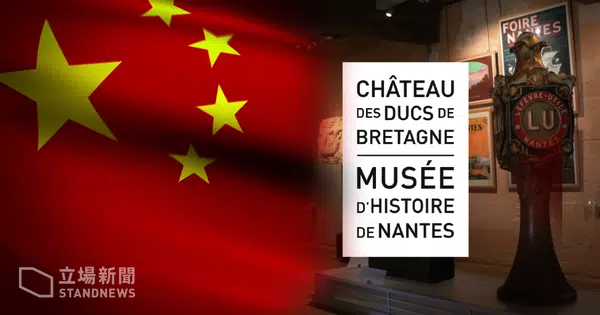 FOIRE
NANTES
CHÂTEAU
DES DUCS DE
BRETAGNE
MUSÉE
D'HISTOIRE
DE NANTES
LEFEVRE-UTILE
LU
NANTES
立場新聞
STANDNEWS